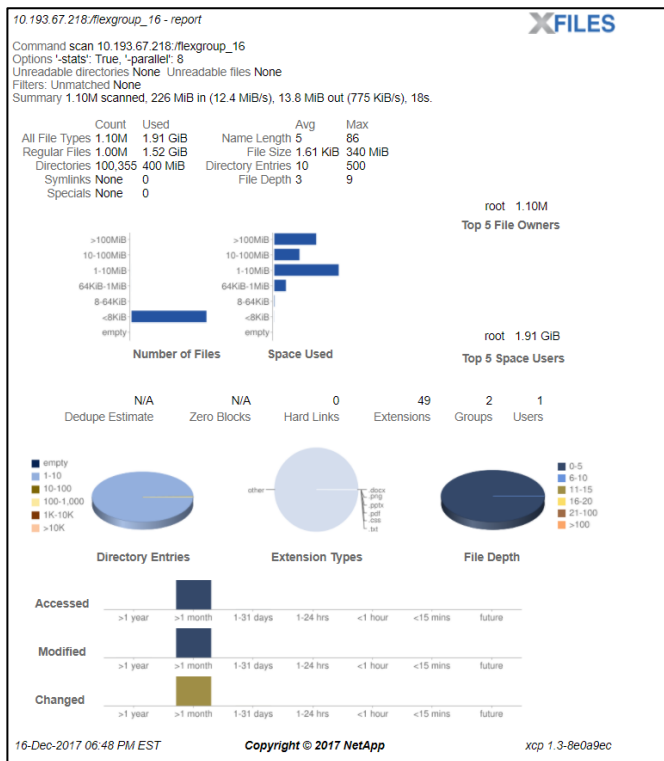 10.193.67.218:/flexgroup_16 - report
XFILES
Command scan 10.193.67.218:/flexgroup_16
Options '-stats': True, '-parallel': 8
Unreadable directories None Unreadable files None
Filters: Unmatched None
Summary 1.10M scanned, 226 MiB in (12.4 MiB/s), 13.8 MiB out (775 KiB/s), 18s.
Count Used Avg Max
All File Types 1.10M 1.91 GiB Name Length 5 86
Regular Files 1.00M 1.52 GiB File Size 1.61 KiB 340 MiB
Directories 100,355 400 MiB Directory Entries 10 500
Symlinks None 0 File Depth 3 9
Specials None 0
root 1.10M
Top 5 File Owners
>100MiB >100MiB
10-100MiB 10-100MiB
1-10MiB 1-10MiB
64KiB-1MiB 64KiB-1MiB
8-64KiB 8-64KiB
<8KiB <8KiB
empty empty
Number of Files Space Used
root 1.91 GiB
Top 5 Space Users
N/A N/A 0 49 2 1
Dedupe Estimate Zero Blocks Hard Links Extensions Groups Users
empty
1-10
10-100
100-1,000
1K-10K
>10K
Directory Entries
other
.docx
.png
.pptx
.pdf
.css
.txt
Extension Types
0-5
6-10
11-15
16-20
21-100
>100
File Depth
Accessed
>1 year >1 month 1-31 days 1-24 hrs <1 hour <15 mins future
Modified
>1 year >1 month 1-31 days 1-24 hrs <1 hour <15 mins future
Changed
>1 year >1 month 1-31 days 1-24 hrs <1 hour <15 mins future
16-Dec-2017 06:48 PM EST Copyright © 2017 NetApp xcp 1.3-8e0a9ec